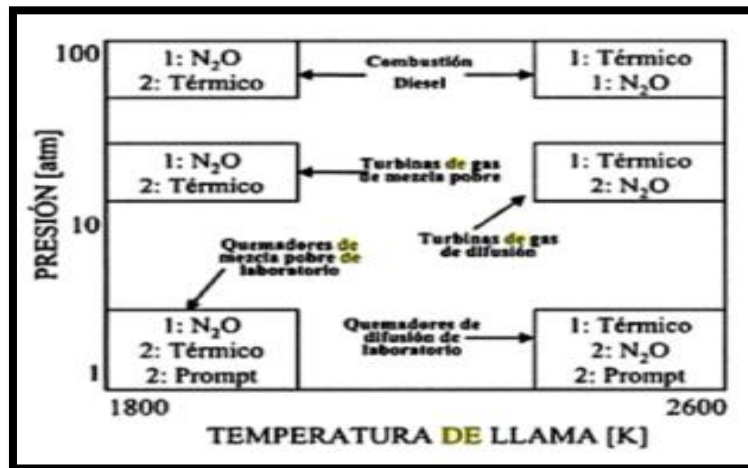 100
1: N₂O
2: Térmico
Combustión
Diesel
1: Térmico
1: N₂O
PRESIÓN [atm]
1: N₂O
2: Térmico
Turbinas de gas
de mezcla pobre
1: Térmico
2: N₂O
10
Quemadores de
mezcla pobre de
laboratorio
Turbinas de gas
de difusión
1: N₂O
2: Térmico
2: Prompt
Quemadores de
difusión de
laboratorio
1: Térmico
2: N₂O
2: Prompt
1
1800
2600
TEMPERATURA DE LLAMA [K]